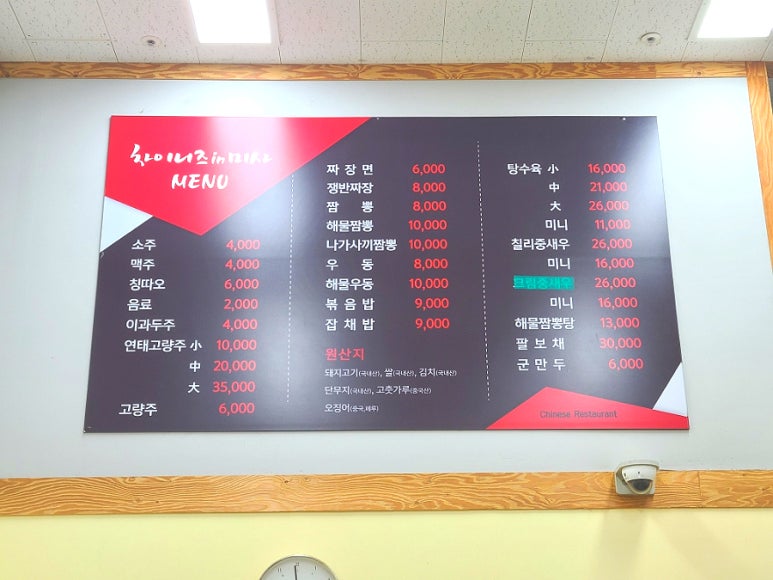 차이니즈in미사
MENU
소주 4,000
맥주 4,000
칭따오 6,000
음료 2,000
이과두주 4,000
연태고량주 小 10,000
中 20,000
大 35,000
고량주 6,000
짜장면 6,000
쟁반짜장 8,000
짬뽕 8,000
해물짬뽕 10,000
나가사끼짬뽕 10,000
우동 8,000
해물우동 10,000
볶음밥 9,000
잡채밥 9,000
원산지
돼지고기(국내산), 쌀(국내산), 김치(국내산)
단무지(국내산), 고춧가루(중국산)
오징어(중국,페루)
탕수육 小 16,000
中 21,000
大 26,000
미니 11,000
칠리중새우 26,000
미니 16,000
크림중새우 26,000
미니 16,000
해물짬뽕탕 13,000
팔보채 30,000
군만두 6,000
Chinese Restaurant